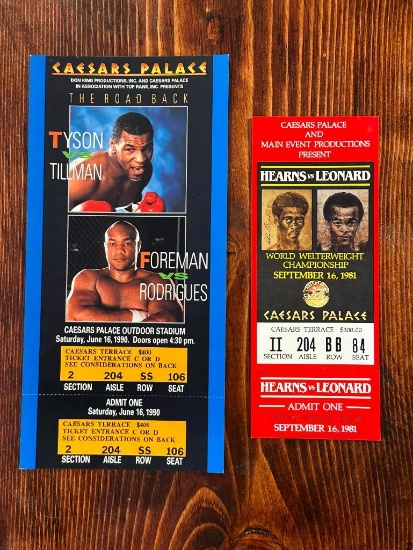 CAESARS PALACE
DON KING PRODUCTIONS, INC. AND CAESARS PALACE
IN ASSOCIATION WITH TOP RANK, INC. PRESENTS
THE ROAD BACK
TYSON
VS
TILLMAN
FOREMAN
VS
RODRIGUES
CAESARS PALACE OUTDOOR STADIUM
Saturday, June 16, 1990. Doors open 4:30 pm.
CAESARS TERRACE $400
TICKET ENTRANCE C OR D
SEE CONSIDERATIONS ON BACK
2 204 SS 106
SECTION AISLE ROW SEAT
ADMIT ONE
Saturday, June 16, 1990
CAESARS TERRACE $400
TICKET ENTRANCE C OR D
SEE CONSIDERATIONS ON BACK
2 204 SS 106
SECTION AISLE ROW SEAT
CAESARS PALACE
AND
MAIN EVENT PRODUCTIONS
PRESENT
HEARNS vs LEONARD
WORLD WELTERWEIGHT
CHAMPIONSHIP
SEPTEMBER 16, 1981
CAESARS PALACE
CAESARS TERRACE $300.00
II 204 BB 84
SECTION AISLE ROW SEAT
HEARNS vs LEONARD
ADMIT ONE
SEPTEMBER 16, 1981